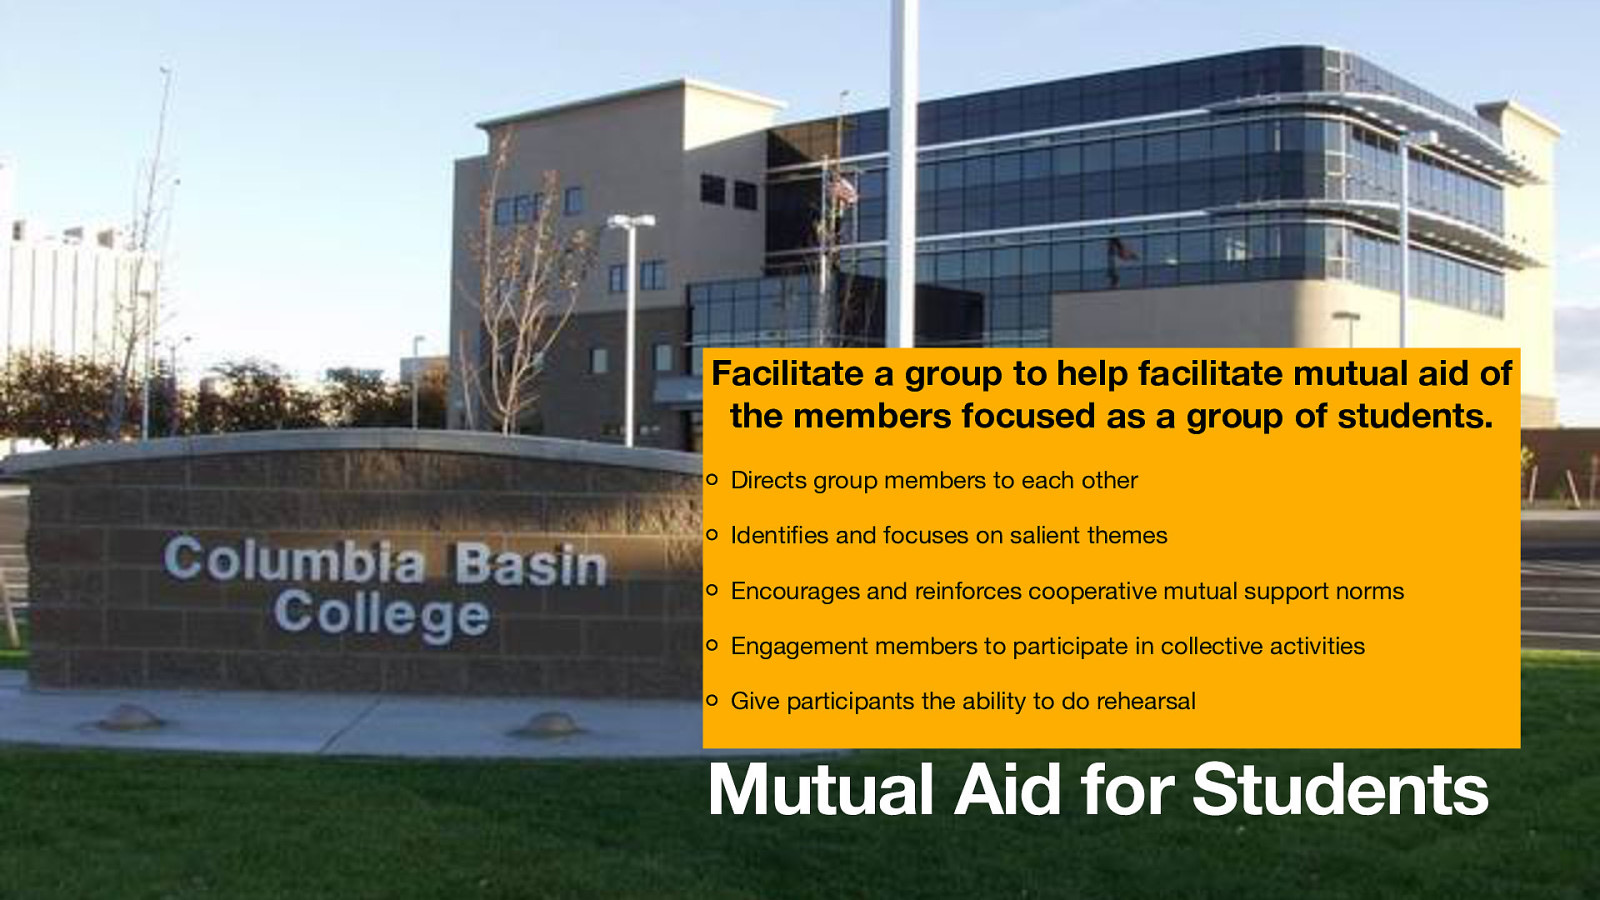 Facilitate a group to help facilitate mutual aid of
the members focused as a group of students.
Directs group members to each other
Identifies and focuses on salient themes
Encourages and reinforces cooperative mutual support norms
Engagement members to participate in collective activities
Give participants the ability to do rehearsal
Columbia Basin
College
Mutual Aid for Students